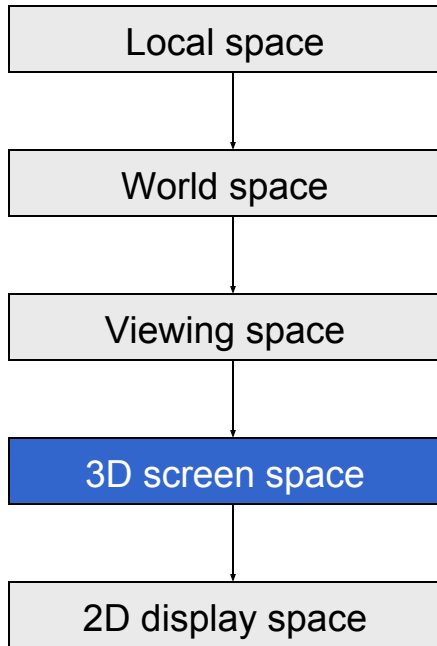 Local space
World space
Viewing space
3D screen space
2D display space